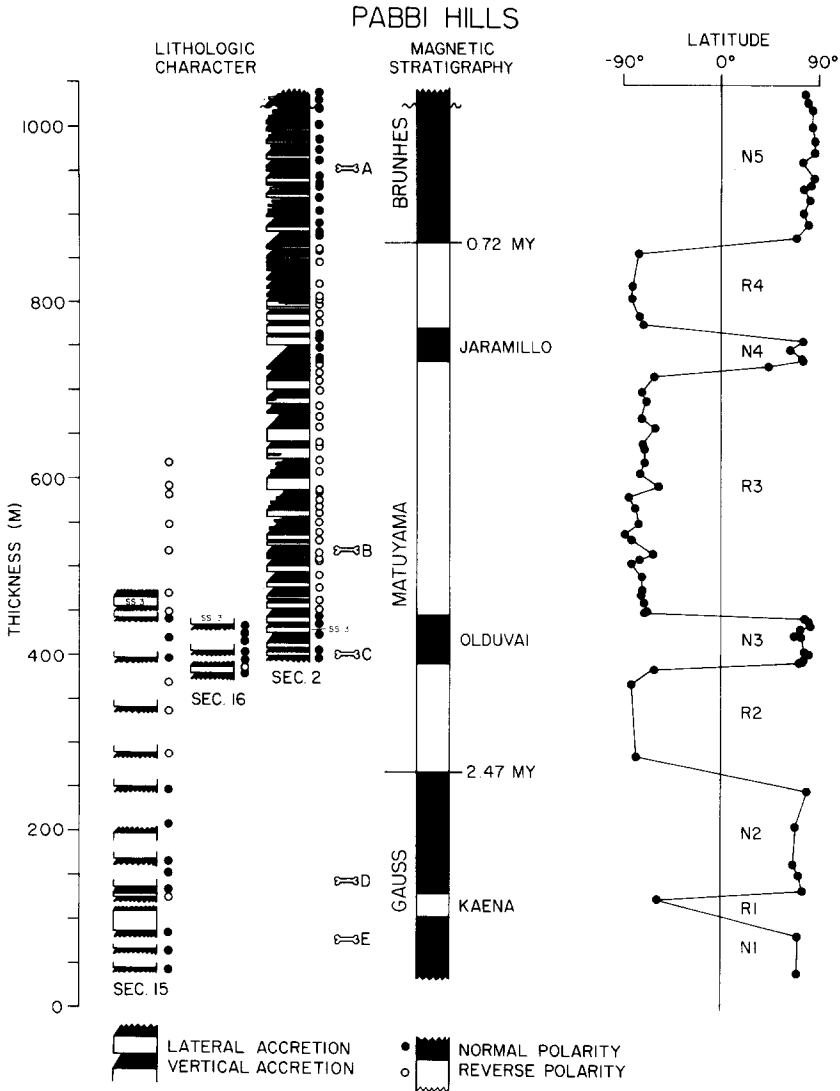 PABBI HILLS
LITHOLOGIC
CHARACTER
MAGNETIC
STRATIGRAPHY
LATITUDE
-90° 0° 90°
THICKNESS (M)
1000
800
600
400
200
0
A
B
C
D
E
SS 3
SS 3
SS 3
SEC. 15
SEC. 16
SEC. 2
BRUNHES
MATUYAMA
GAUSS
0.72 MY
JARAMILLO
OLDUVAI
2.47 MY
KAENA
N5
R4
N4
R3
N3
R2
N2
R1
N1
LATERAL ACCRETION
VERTICAL ACCRETION
NORMAL POLARITY
REVERSE POLARITY